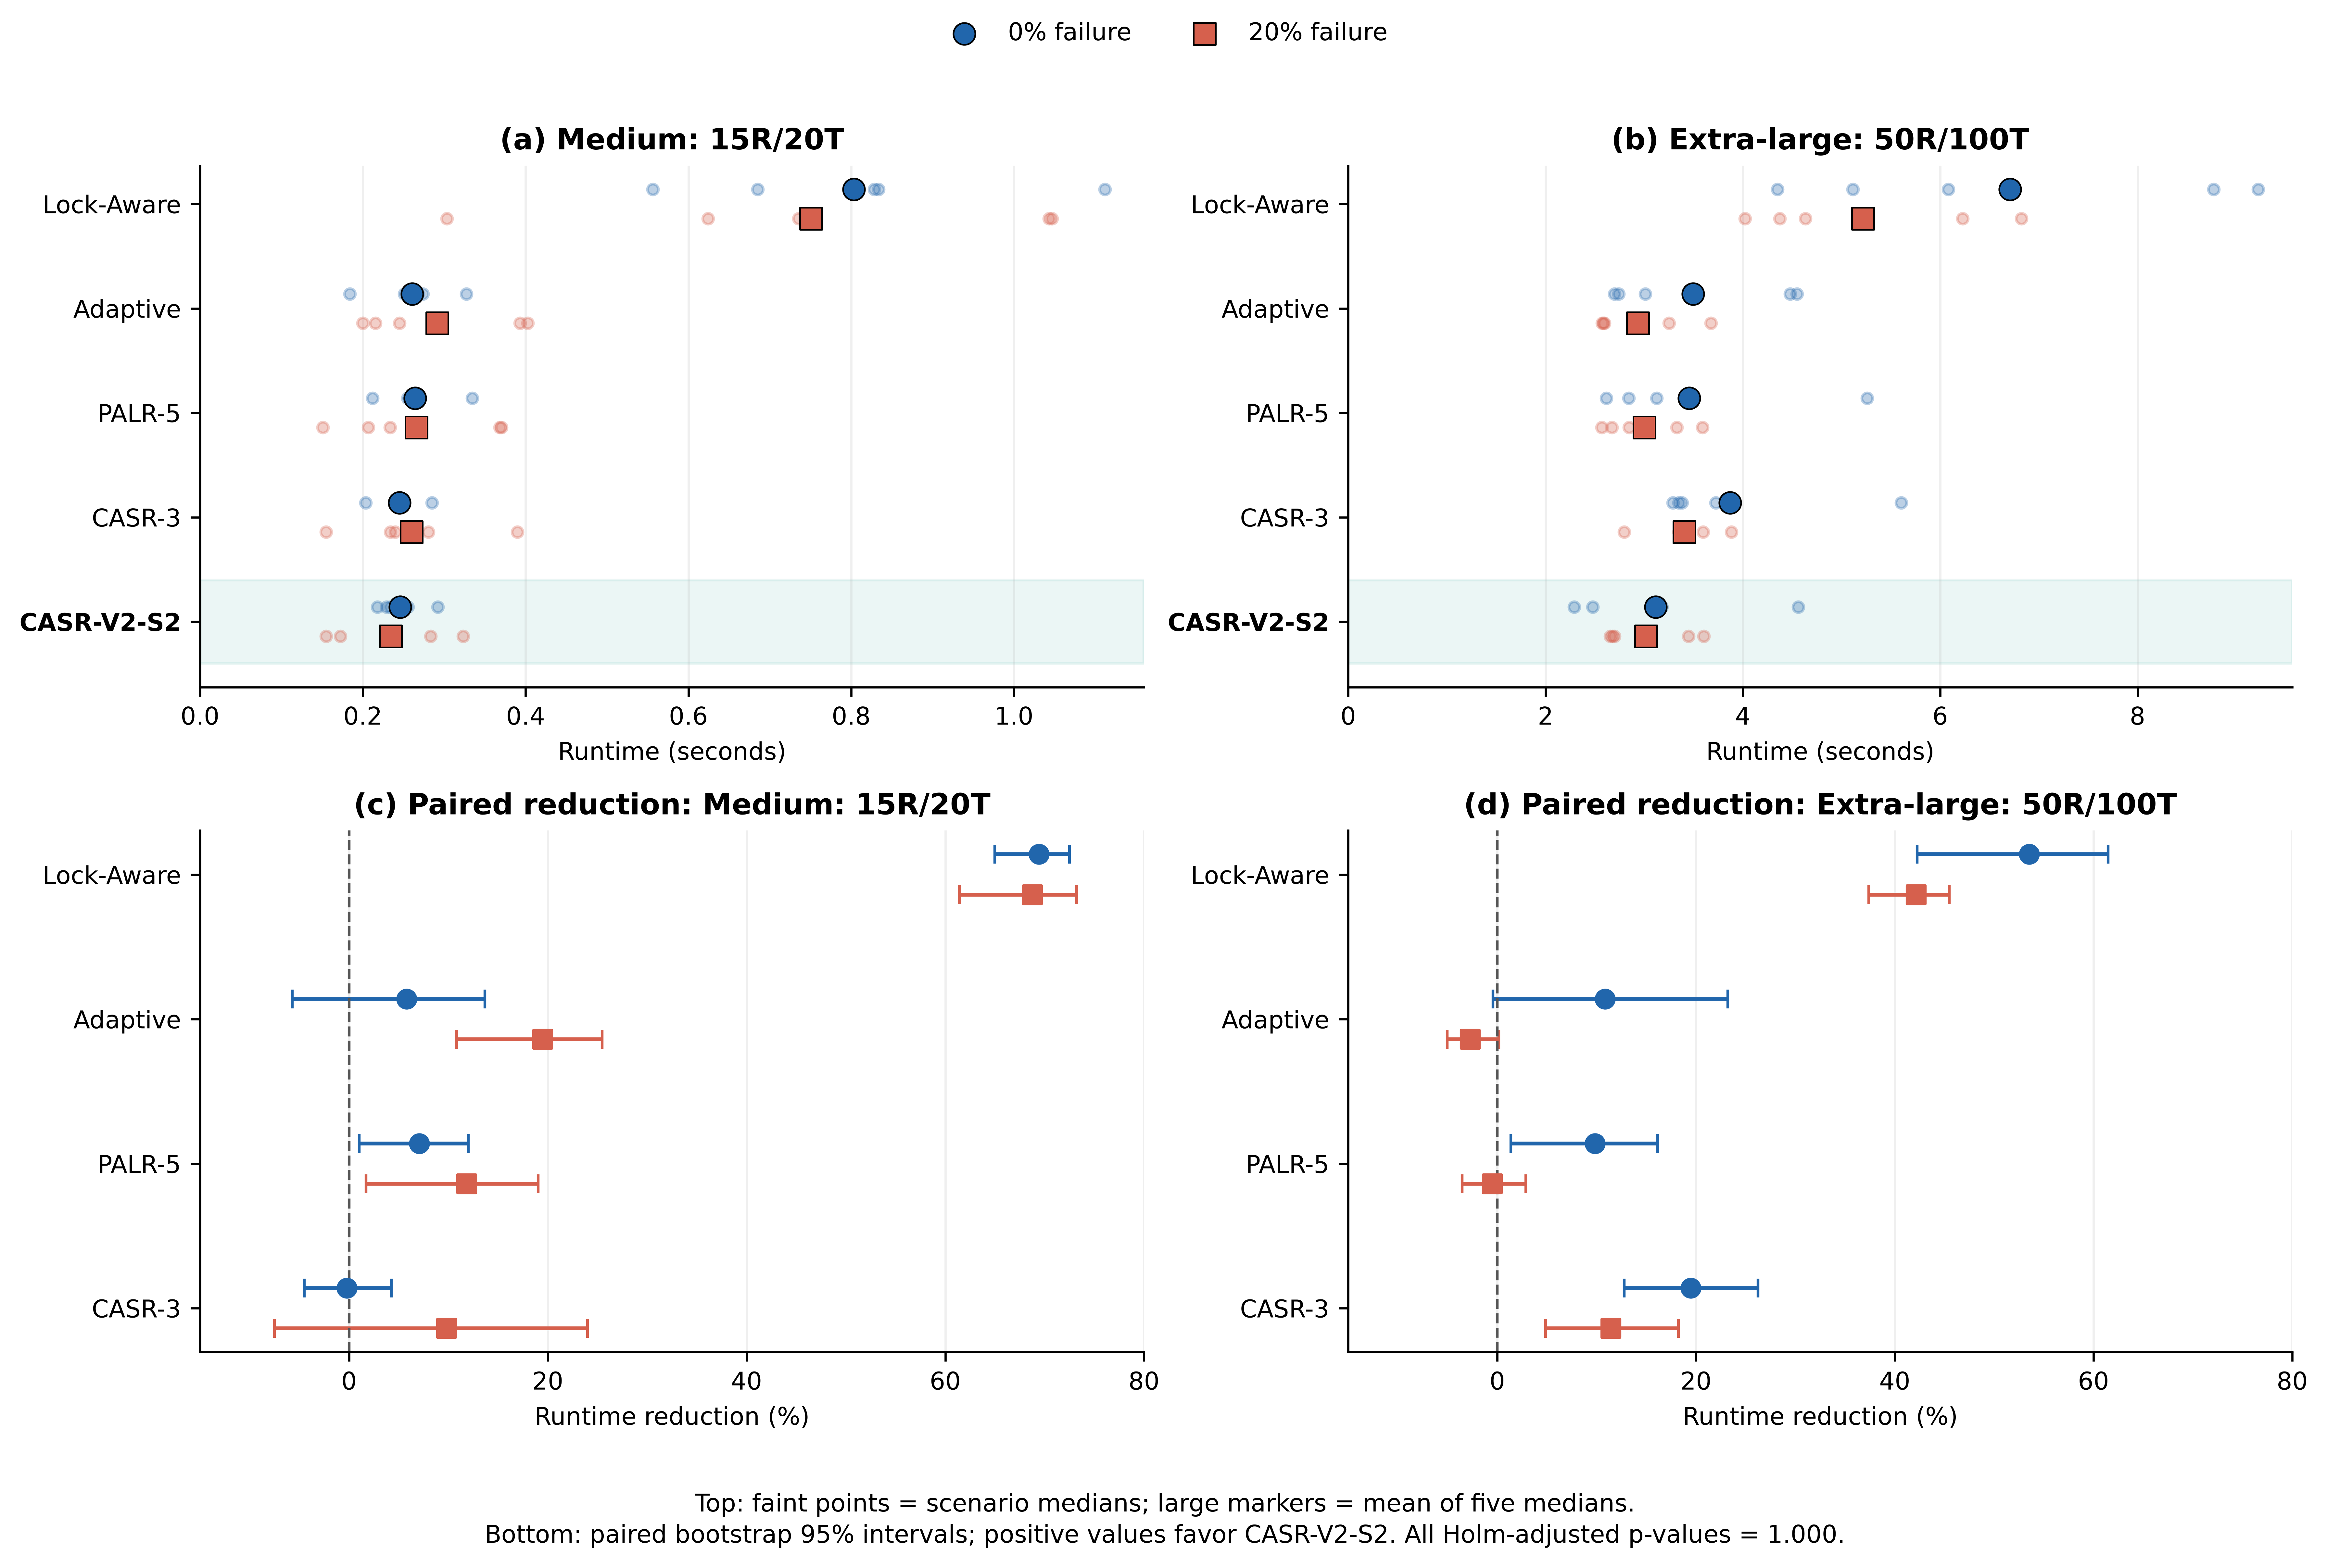 0% failure
20% failure
(a) Medium: 15R/20T
Lock-Aware
Adaptive
PALR-5
CASR-3
CASR-V2-S2
0.0 0.2 0.4 0.6 0.8 1.0
Runtime (seconds)
(b) Extra-large: 50R/100T
Lock-Aware
Adaptive
PALR-5
CASR-3
CASR-V2-S2
0 2 4 6 8
Runtime (seconds)
(c) Paired reduction: Medium: 15R/20T
Lock-Aware
Adaptive
PALR-5
CASR-3
0 20 40 60 80
Runtime reduction (%)
(d) Paired reduction: Extra-large: 50R/100T
Lock-Aware
Adaptive
PALR-5
CASR-3
0 20 40 60 80
Runtime reduction (%)
Top: faint points = scenario medians; large markers = mean of five medians.
Bottom: paired bootstrap 95% intervals; positive values favor CASR-V2-S2. All Holm-adjusted p-values = 1.000.